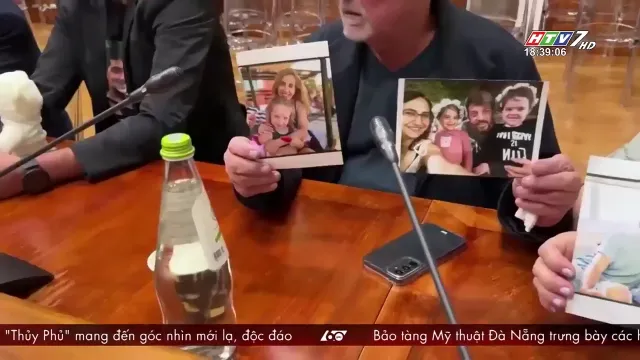 HTV7 HD
18:39:06
"Thủy Phủ" mang đến góc nhìn mới lạ, độc đáo
60
Bảo tàng Mỹ thuật Đà Nẵng trưng bày các h